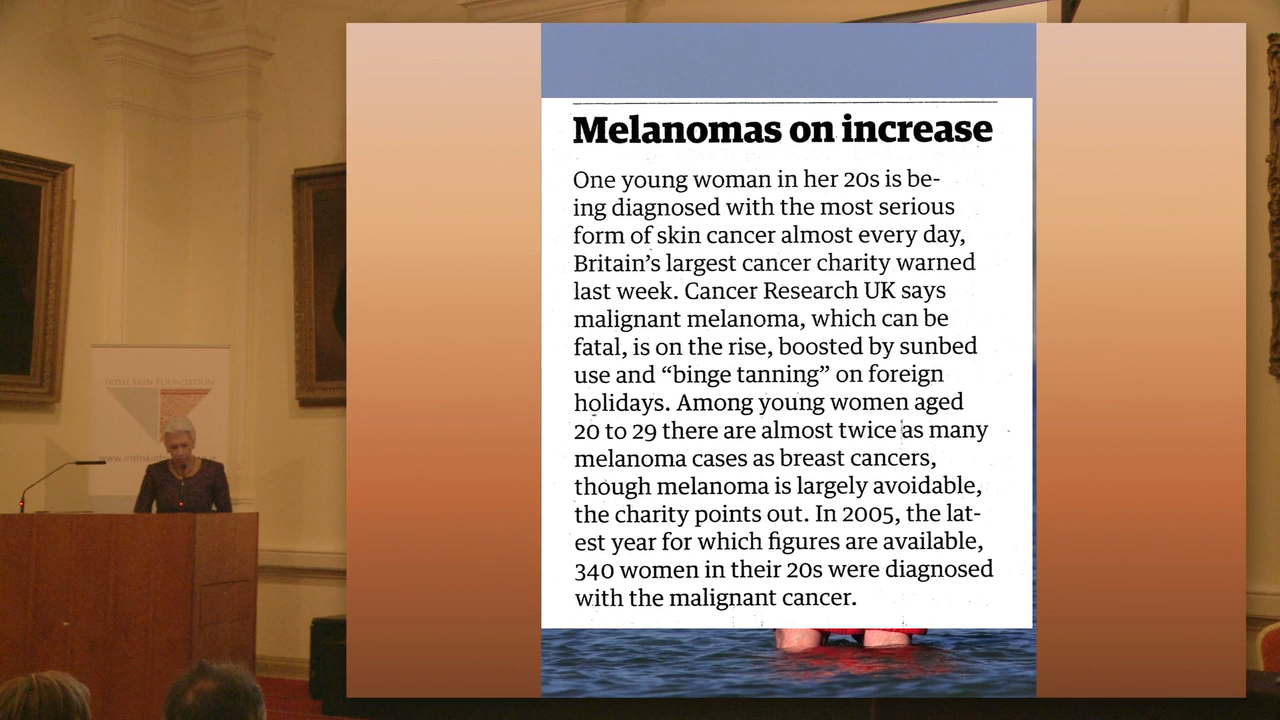 Melanomas on increase
One young woman in her 20s is be-
ing diagnosed with the most serious
form of skin cancer almost every day,
Britain's largest cancer charity warned
last week. Cancer Research UK says
malignant melanoma, which can be
fatal, is on the rise, boosted by sunbed
use and “binge tanning” on foreign
holidays. Among young women aged
20 to 29 there are almost twice as many
melanoma cases as breast cancers,
though melanoma is largely avoidable,
the charity points out. In 2005, the lat-
est year for which figures are available,
340 women in their 20s were diagnosed
with the malignant cancer.
IRISH SKIN FOUNDATION